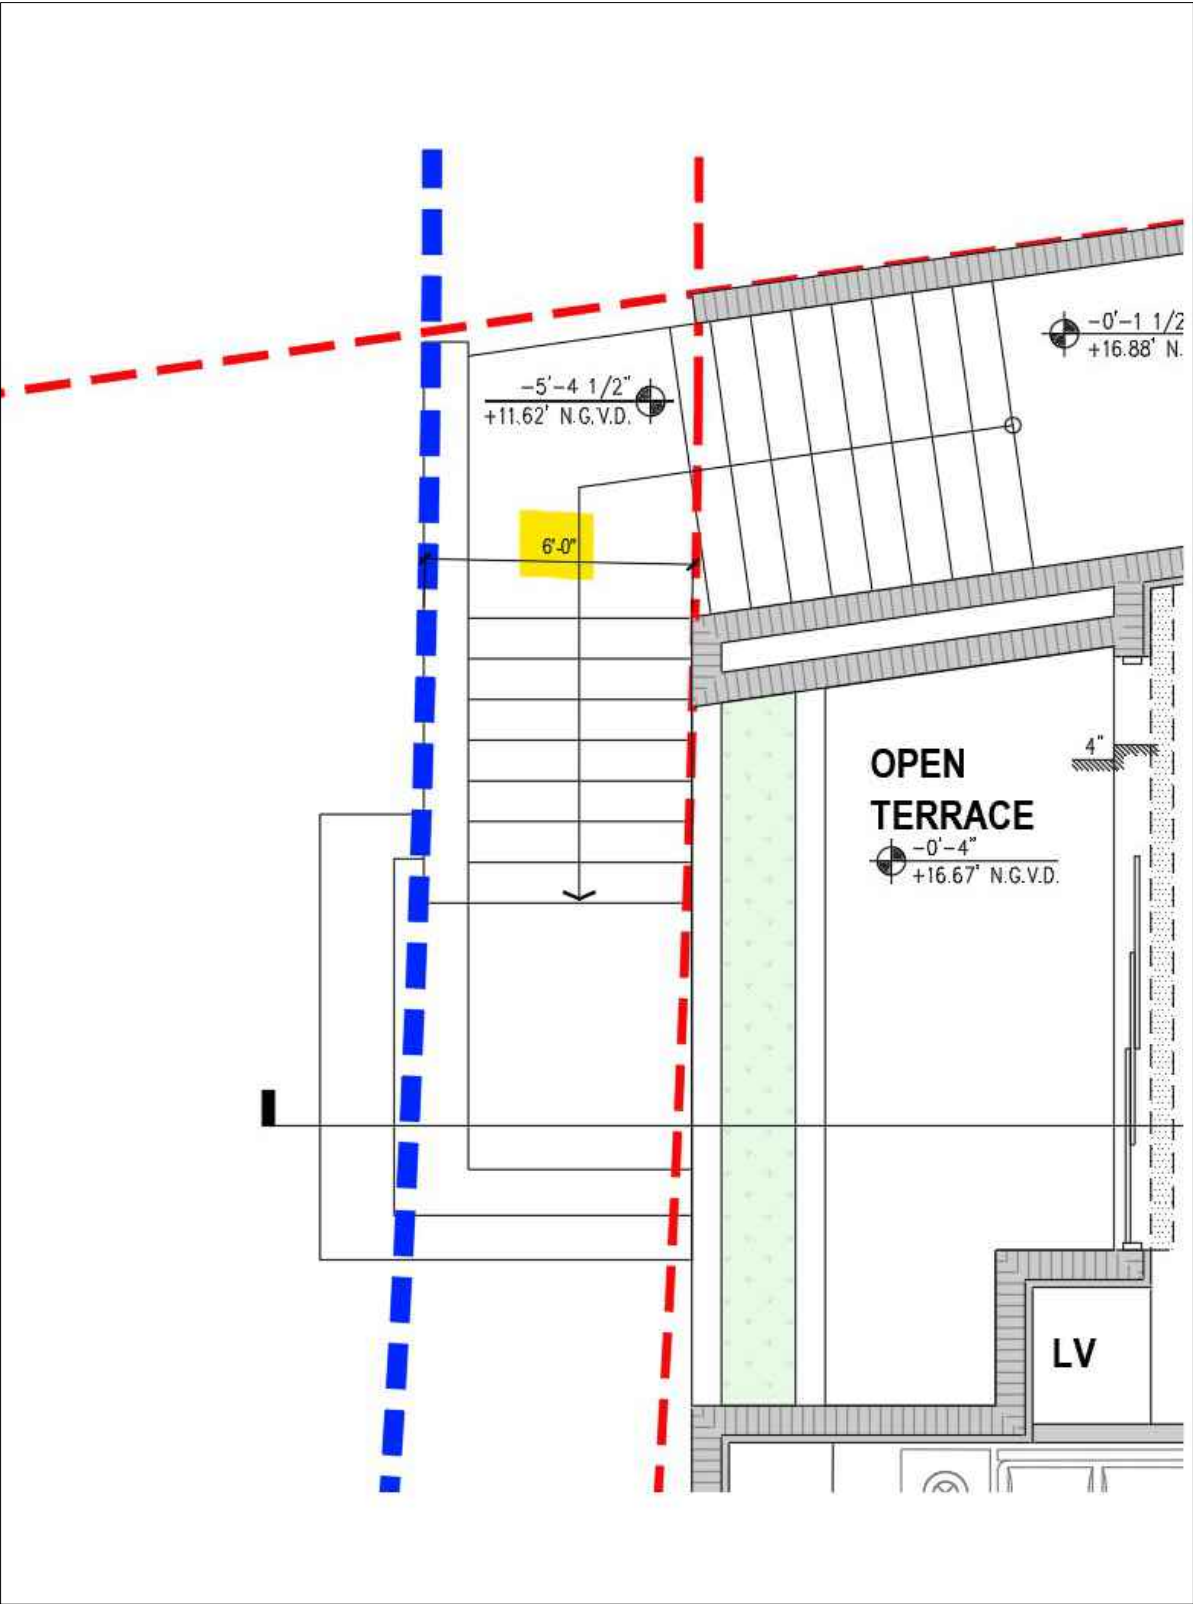 -0'-1 1/2
+16.88' N.
-5'-4 1/2"
+11.62' N.G.V.D.
6'-0"
4"
OPEN
TERRACE
-0'-4"
+16.67' N.G.V.D.
LV